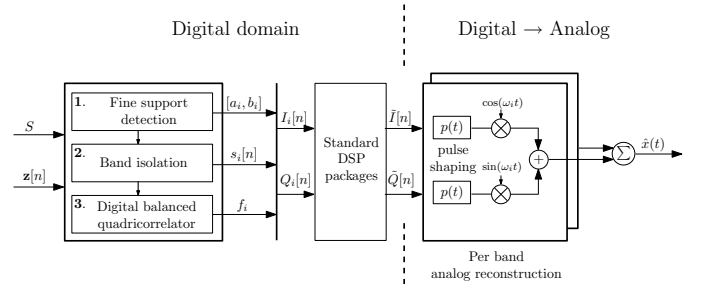 Digital domain
Digital → Analog
S
z[n]
1. Fine support
detection
2. Band isolation
3. Digital balanced
quadricorrelator
[a_i, b_i]
s_i[n]
f_i
I_i[n]
Q_i[n]
Standard
DSP
packages
Ĩ[n]
Q̃[n]
cos(ω_i t)
p(t)
pulse
shaping
sin(ω_i t)
p(t)
+
Σ
x̂(t)
Per band
analog reconstruction